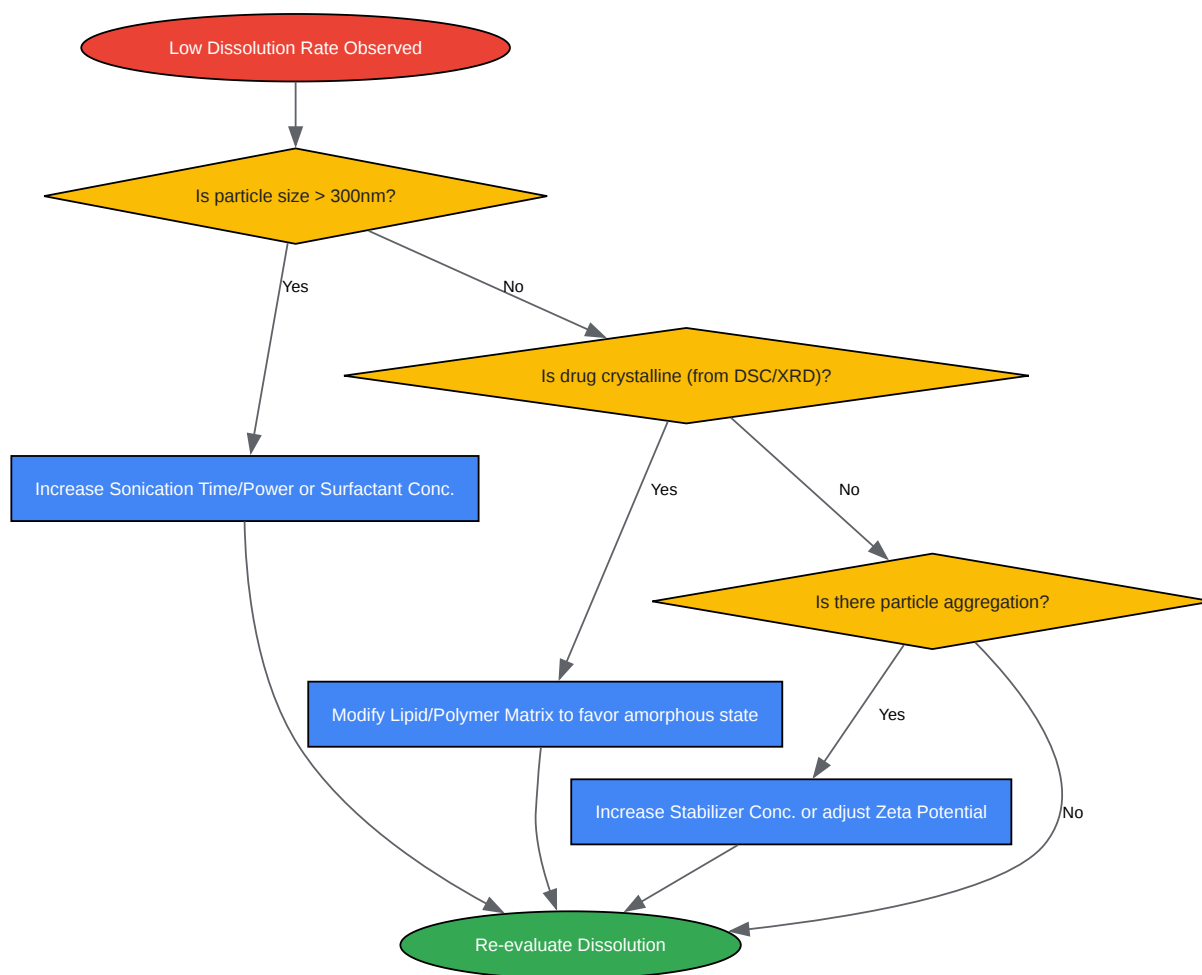 Low Dissolution Rate Observed
Is particle size > 300nm?
Yes
No
Is drug crystalline (from DSC/XRD)?
Increase Sonication Time/Power or Surfactant Conc.
Yes
No
Is there particle aggregation?
Modify Lipid/Polymer Matrix to favor amorphous state
Yes
Increase Stabilizer Conc. or adjust Zeta Potential
No
Re-evaluate Dissolution